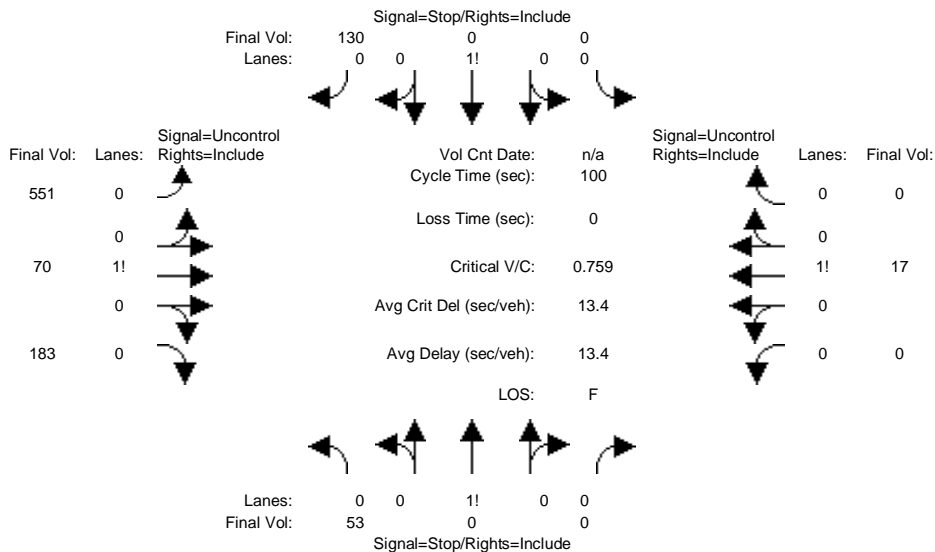 Signal=Stop/Rights=Include
Final Vol: 130 0 0
Lanes: 0 0 1! 0 0
Signal=Uncontrol
Final Vol: Lanes: Rights=Include
Vol Cnt Date: n/a
Signal=Uncontrol
Rights=Include Lanes: Final Vol:
Cycle Time (sec): 100
551 0
0 0
Loss Time (sec): 0
0
0
70 1!
Critical V/C: 0.759
1! 17
0
Avg Crit Del (sec/veh): 13.4
0
183 0
Avg Delay (sec/veh): 13.4
0 0
LOS: F
Lanes: 0 0 1! 0 0
Final Vol: 53 0 0
Signal=Stop/Rights=Include